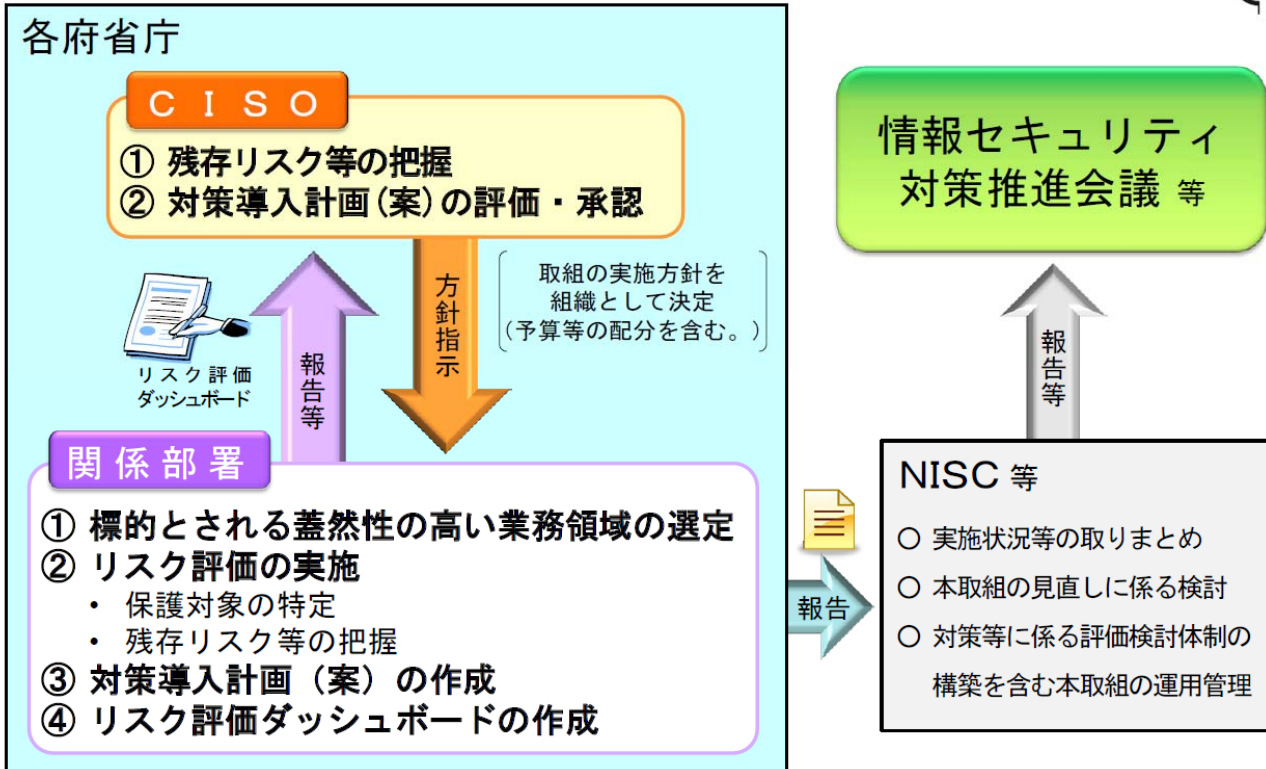 各府省庁
ＣＩＳＯ
① 残存リスク等の把握
② 対策導入計画(案)の評価・承認
リスク評価
ダッシュボード
報告等
方針指示
取組の実施方針を
組織として決定
(予算等の配分を含む。)
関係部署
① 標的とされる蓋然性の高い業務領域の選定
② リスク評価の実施
・ 保護対象の特定
・ 残存リスク等の把握
③ 対策導入計画（案）の作成
④ リスク評価ダッシュボードの作成
報告
情報セキュリティ
対策推進会議 等
報告等
NISC 等
○ 実施状況等の取りまとめ
○ 本取組の見直しに係る検討
○ 対策等に係る評価検討体制の
構築を含む本取組の運用管理